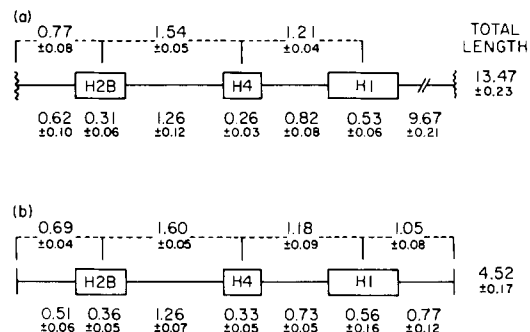 (a)
0.77 1.54 1.21 TOTAL
±0.08 ±0.05 ±0.04 LENGTH
H2B H4 H1 13.47
±0.23
0.62 0.31 1.26 0.26 0.82 0.53 9.67
±0.10 ±0.06 ±0.12 ±0.03 ±0.08 ±0.06 ±0.21
(b)
0.69 1.60 1.18 1.05
±0.04 ±0.05 ±0.09 ±0.08
H2B H4 H1 4.52
±0.17
0.51 0.36 1.26 0.33 0.73 0.56 0.77
±0.06 ±0.05 ±0.07 ±0.05 ±0.05 ±0.16 ±0.12